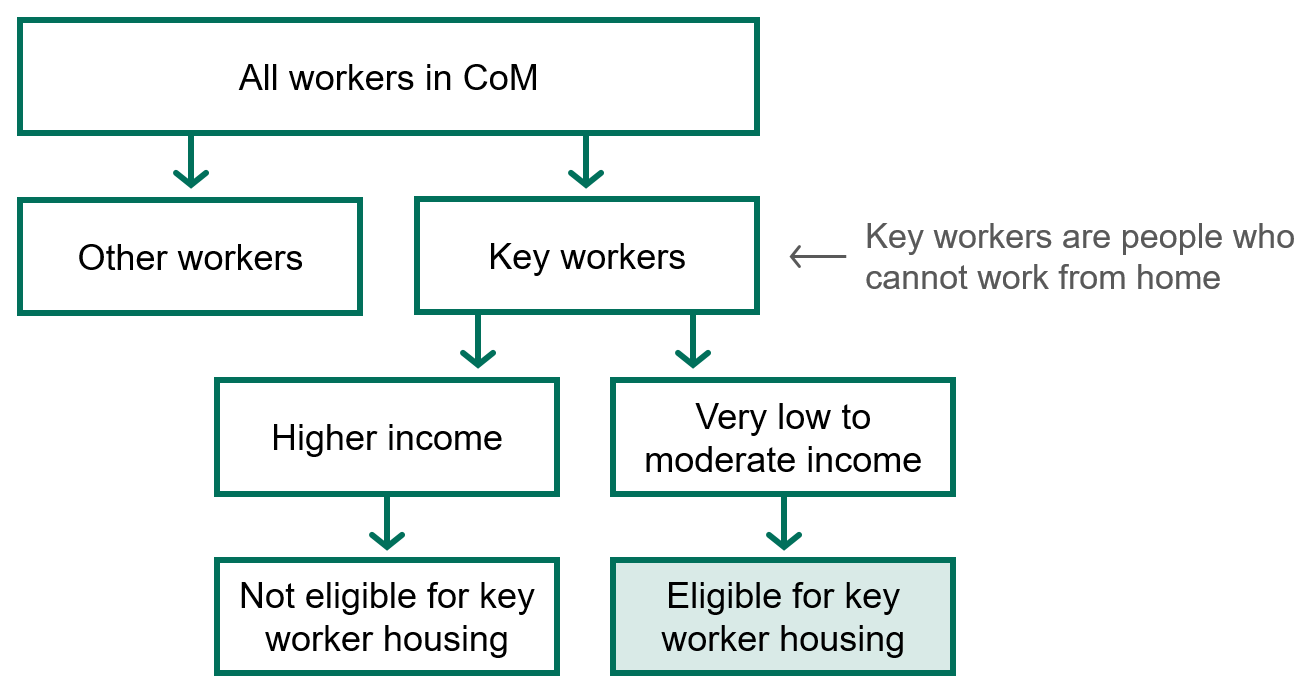 All workers in CoM
Other workers
Key workers
Key workers are people who
cannot work from home
Higher income
Very low to
moderate income
Not eligible for key
worker housing
Eligible for key
worker housing